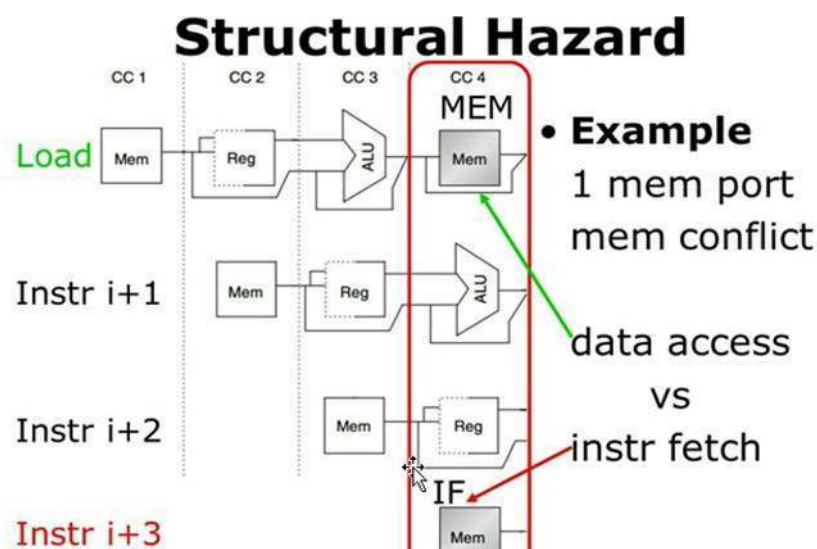 Structural Hazard
CC 1 CC 2 CC 3 CC 4
MEM
Load Mem Reg ALU Mem
• Example
1 mem port
mem conflict
Instr i+1 Mem Reg ALU
data access
vs
instr fetch
Instr i+2 Mem Reg
IF
Instr i+3 Mem